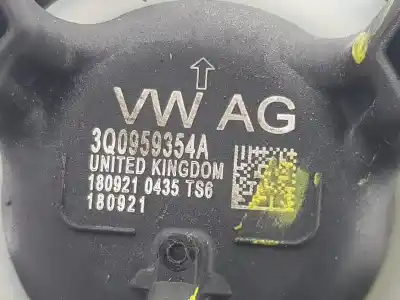 VW AG
3Q0959354A
UNITED KINGDOM
180921 0435 TS6
180921